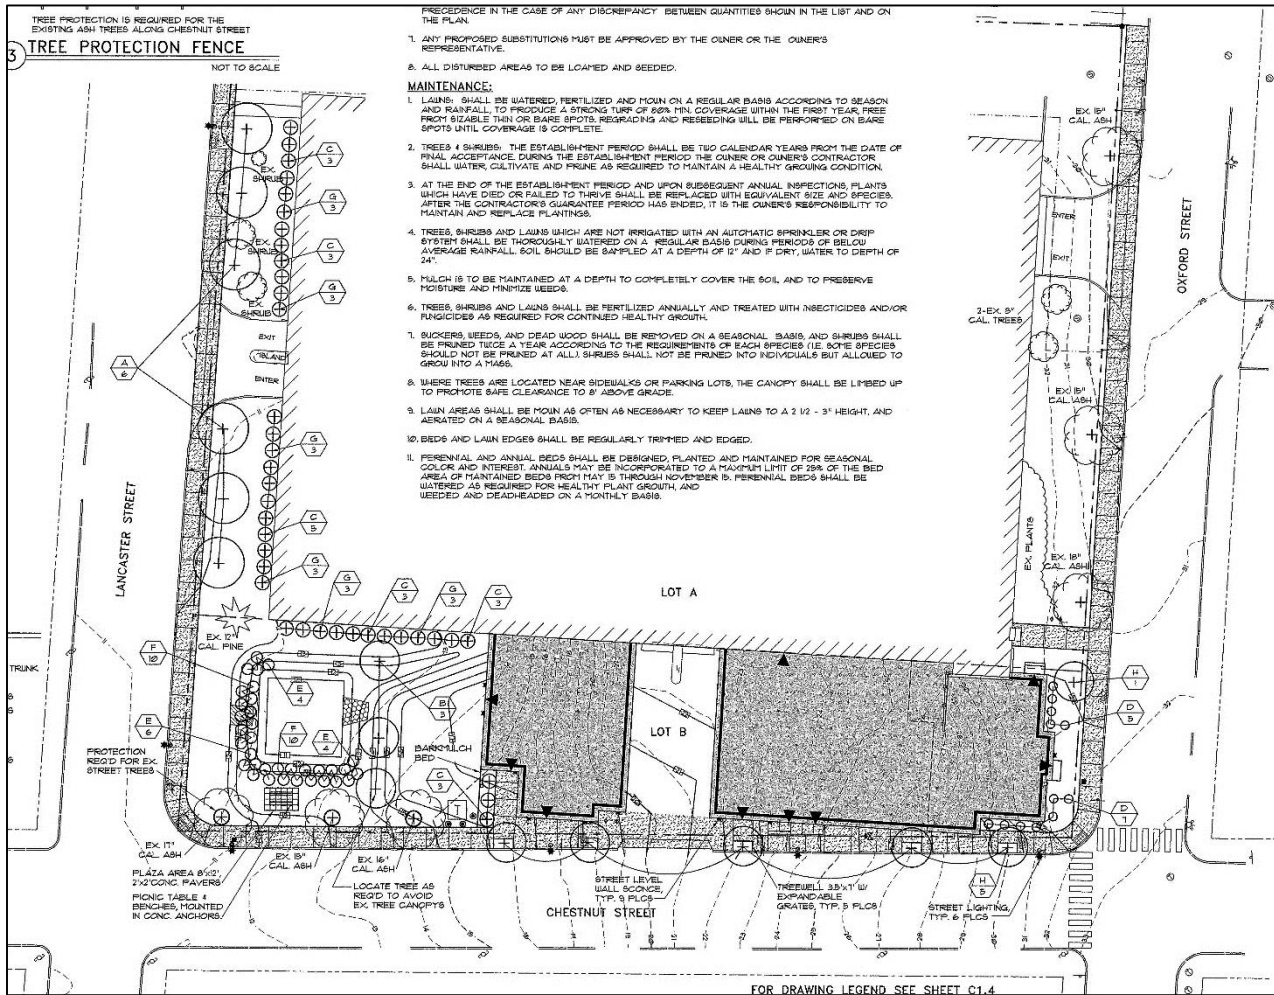 TREE PROTECTION IS REQUIRED FOR THE
EXISTING ASH TREES ALONG CHESTNUT STREET
3
TREE PROTECTION FENCE
NOT TO SCALE
PRECEDENCE IN THE CASE OF ANY DISCREPANCY BETWEEN QUANTITIES SHOWN IN THE LIST AND ON
THE PLAN.
7. ANY PROPOSED SUBSTITUTIONS MUST BE APPROVED BY THE OWNER OR THE OWNER'S
REPRESENTATIVE.
8. ALL DISTURBED AREAS TO BE LOAMED AND SEEDED.
MAINTENANCE:
1. LAWNS: SHALL BE WATERED, FERTILIZED AND MOWN ON A REGULAR BASIS ACCORDING TO SEASON
AND RAINFALL, TO PRODUCE A STRONG TURF OF 80% MIN. COVERAGE WITHIN THE FIRST YEAR, FREE
FROM SIZABLE THIN OR BARE SPOTS. REGRADING AND RESEEDING WILL BE PERFORMED ON BARE
SPOTS UNTIL COVERAGE IS COMPLETE.
2. TREES & SHRUBS: THE ESTABLISHMENT PERIOD SHALL BE TWO CALENDAR YEARS FROM THE DATE OF
FINAL ACCEPTANCE. DURING THE ESTABLISHMENT PERIOD THE OWNER OR OWNER'S CONTRACTOR
SHALL WATER, CULTIVATE AND PRUNE AS REQUIRED TO MAINTAIN A HEALTHY GROWING CONDITION.
3. AT THE END OF THE ESTABLISHMENT PERIOD AND UPON SUBSEQUENT ANNUAL INSPECTIONS, PLANTS
WHICH HAVE DIED OR FAILED TO THRIVE SHALL BE REPLACED WITH EQUIVALENT SIZE AND SPECIES.
AFTER THE CONTRACTOR'S GUARANTEE PERIOD HAS ENDED, IT IS THE OWNER'S RESPONSIBILITY TO
MAINTAIN AND REPLACE PLANTINGS.
4. TREES, SHRUBS AND LAWNS WHICH ARE NOT IRRIGATED WITH AN AUTOMATIC SPRINKLER OR DRIP
SYSTEM SHALL BE THOROUGHLY WATERED ON A REGULAR BASIS DURING PERIODS OF BELOW
AVERAGE RAINFALL. SOIL SHOULD BE SAMPLED AT A DEPTH OF 12" AND IF DRY, WATER TO DEPTH OF
24".
5. MULCH IS TO BE MAINTAINED AT A DEPTH TO COMPLETELY COVER THE SOIL, AND TO PRESERVE
MOISTURE AND MINIMIZE WEEDS.
6. TREES, SHRUBS AND LAWNS SHALL BE FERTILIZED ANNUALLY AND TREATED WITH INSECTICIDES AND/OR
FUNGICIDES AS REQUIRED FOR CONTINUED HEALTHY GROWTH.
7. SUCKERS, WEEDS, AND DEAD WOOD SHALL BE REMOVED ON A SEASONAL BASIS, AND SHRUBS SHALL
BE PRUNED TWICE A YEAR ACCORDING TO THE REQUIREMENTS OF EACH SPECIES (I.E. SOME SPECIES
SHOULD NOT BE PRUNED AT ALL). SHRUBS SHALL NOT BE PRUNED INTO INDIVIDUALS BUT ALLOWED TO
GROW INTO A MASS.
8. WHERE TREES ARE LOCATED NEAR SIDEWALKS OR PARKING LOTS, THE CANOPY SHALL BE LIMBED UP
TO PROMOTE SAFE CLEARANCE TO 8' ABOVE GRADE.
9. LAWN AREAS SHALL BE MOWN AS OFTEN AS NECESSARY TO KEEP LAWNS TO A 2 1/2 - 3" HEIGHT, AND
AERATED ON A SEASONAL BASIS.
10. BEDS AND LAWN EDGES SHALL BE REGULARLY TRIMMED AND EDGED.
11. PERENNIAL AND ANNUAL BEDS SHALL BE DESIGNED, PLANTED AND MAINTAINED FOR SEASONAL
COLOR AND INTEREST. ANNUALS MAY BE INCORPORATED TO A MAXIMUM LIMIT OF 25% OF THE BED
AREA OF MAINTAINED BEDS FROM MAY 15 THROUGH NOVEMBER 15. PERENNIAL BEDS SHALL BE
WATERED AS REQUIRED FOR HEALTHY PLANT GROWTH, AND
WEEDED AND DEADHEADED ON A MONTHLY BASIS.
C
3
EX.
SHRUB
G
3
EX.
SHRUB
C
3
EX.
SHRUB
G
3
EXIT
ISLAND
ENTER
A
6
G
3
C
5
G
3
LANCASTER STREET
EX. 15"
CAL. ASH
ENTER
EXIT
OXFORD STREET
2-EX. 3"
CAL. TREES
EX. 15"
CAL. ASH
EX. PLANTS
EX. 18"
CAL. ASH
LOT A
G
3
C
3
G
3
C
3
EX. 12"
CAL. PINE
TRUNK
F
10
E
4
E
6
F
10
E
4
B
3
BARKMULCH
BED
C
3
T
LOT B
H
1
D
5
D
7
PROTECTION
REQ'D FOR EX.
STREET TREES
EX. 17"
CAL. ASH
EX. 15"
CAL. ASH
EX. 16"
CAL. ASH
PLAZA AREA 8'x12',
2'x2' CONC. PAVERS
PICNIC TABLE &
BENCHES, MOUNTED
IN CONC. ANCHORS.
LOCATE TREE AS
REQ'D TO AVOID
EX. TREE CANOPYS
STREET LEVEL
WALL SCONCE,
TYP. 9 PLCS
TREEWELL 3.5'x7' W/
EXPANDABLE
GRATES, TYP. 5 PLCS
H
5
STREET LIGHTING,
TYP. 6 PLCS
CHESTNUT STREET
FOR DRAWING LEGEND SEE SHEET C1.4